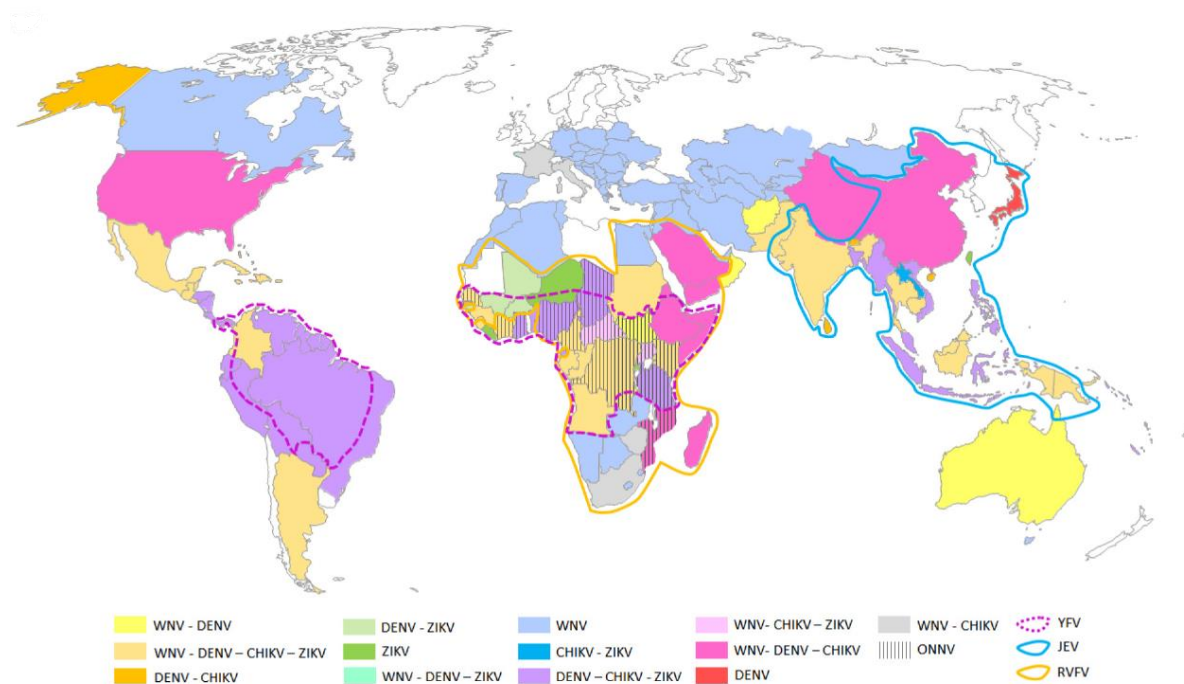 WNV - DENV
WNV - DENV – CHIKV – ZIKV
DENV - CHIKV
DENV - ZIKV
ZIKV
WNV - DENV – ZIKV
WNV
CHIKV - ZIKV
DENV – CHIKV - ZIKV
WNV- CHIKV – ZIKV
WNV- DENV – CHIKV
DENV
WNV - CHIKV
ONNV
YFV
JEV
RVFV